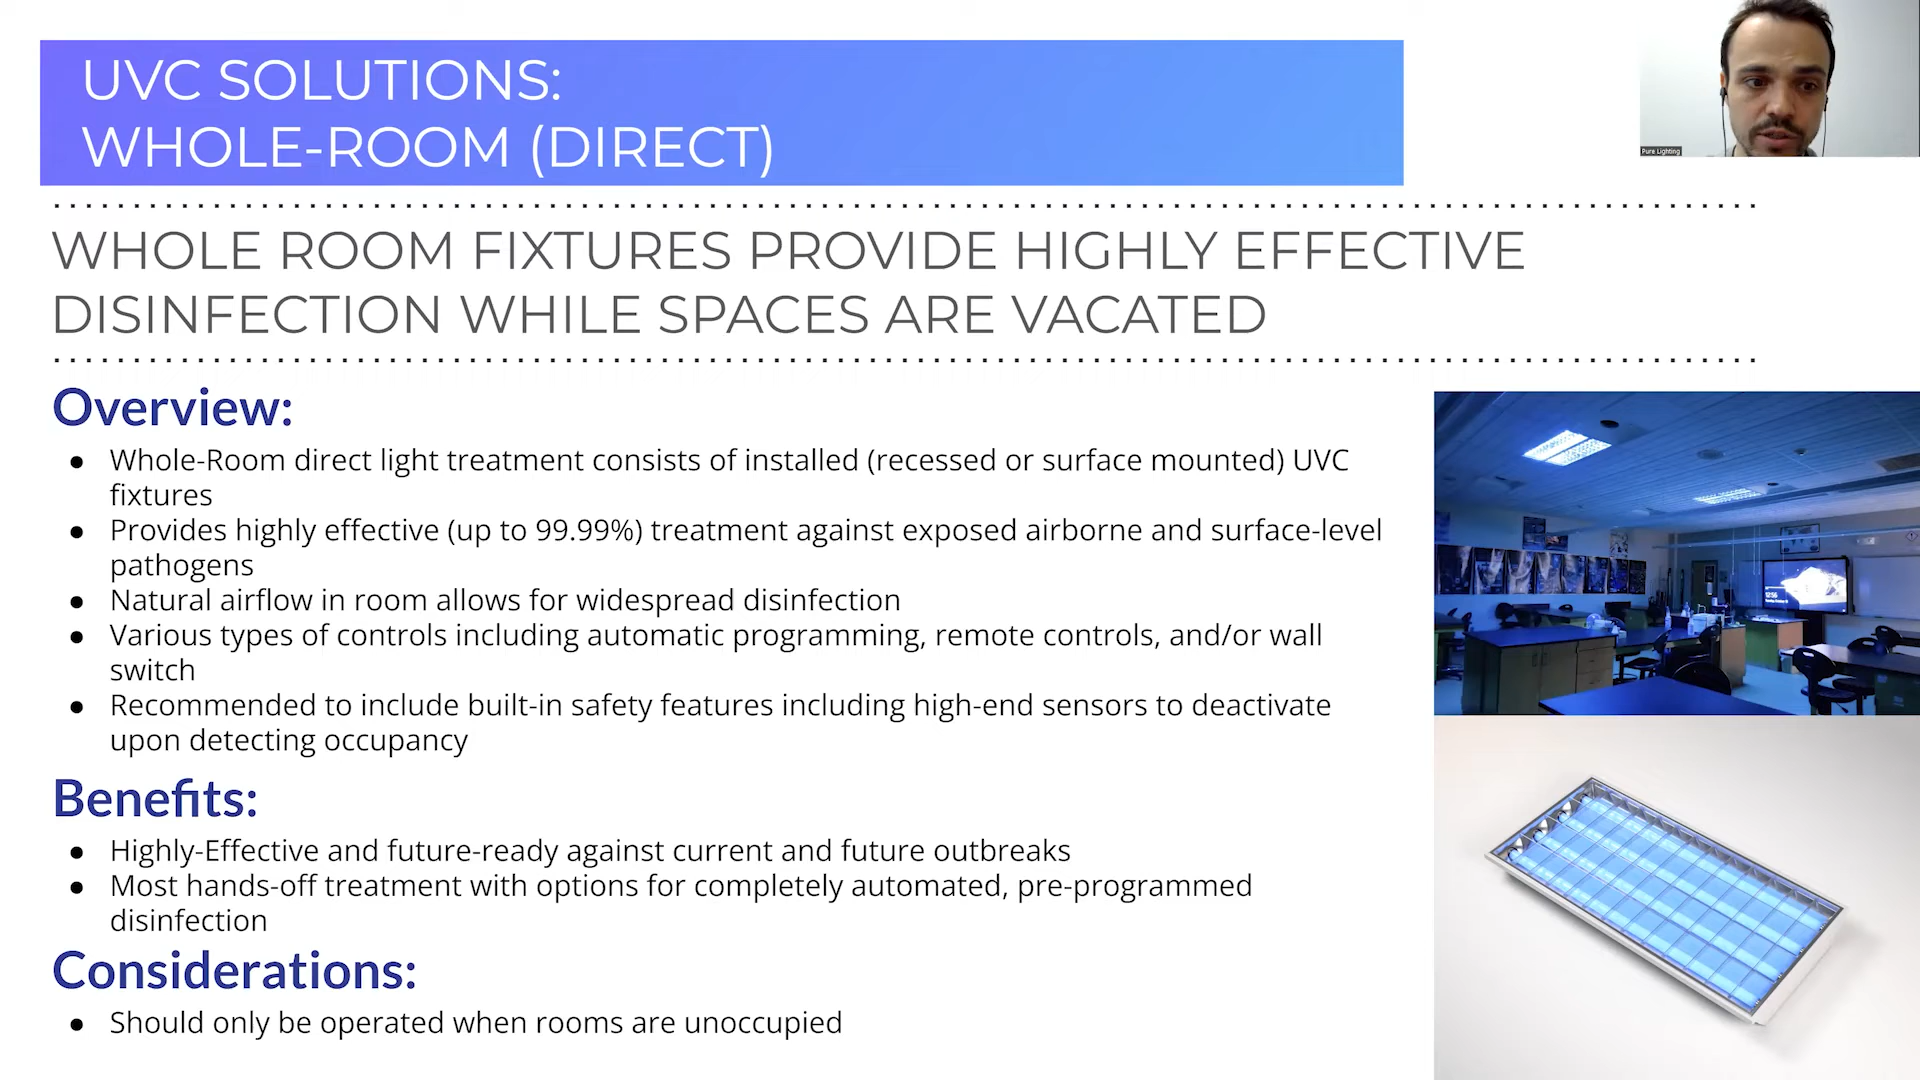 UVC SOLUTIONS:
WHOLE-ROOM (DIRECT)
Pure Lighting
WHOLE ROOM FIXTURES PROVIDE HIGHLY EFFECTIVE
DISINFECTION WHILE SPACES ARE VACATED
Overview:
● Whole-Room direct light treatment consists of installed (recessed or surface mounted) UVC
fixtures
● Provides highly effective (up to 99.99%) treatment against exposed airborne and surface-level
pathogens
● Natural airflow in room allows for widespread disinfection
● Various types of controls including automatic programming, remote controls, and/or wall
switch
● Recommended to include built-in safety features including high-end sensors to deactivate
upon detecting occupancy
12:56
Benefits:
● Highly-Effective and future-ready against current and future outbreaks
● Most hands-off treatment with options for completely automated, pre-programmed
disinfection
Considerations:
● Should only be operated when rooms are unoccupied